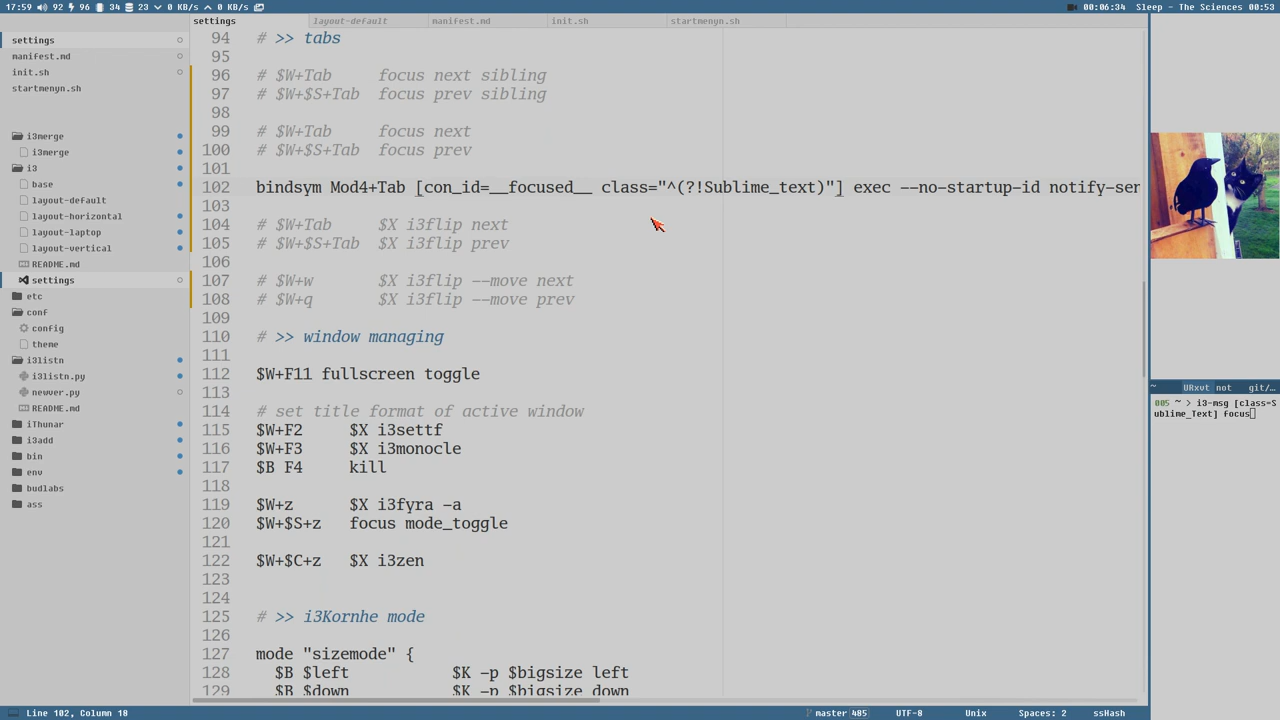 17:59 92 96 34 23 0 KB/s 0 KB/s
00:06:34 Sleep - The Sciences 00:53
settings
manifest.md
init.sh
startmenyn.sh
i3merge
i3merge
i3
base
layout-default
layout-horizontal
layout-laptop
layout-vertical
README.md
settings
etc
conf
config
theme
i3listn
i3listn.py
newver.py
README.md
iThunar
i3add
bin
env
budlabs
ass
settings layout-default manifest.md init.sh startmenyn.sh
94 # >> tabs
95
96 # $W+Tab focus next sibling
97 # $W+$S+Tab focus prev sibling
98
99 # $W+Tab focus next
100 # $W+$S+Tab focus prev
101
102 bindsym Mod4+Tab [con_id=__focused__ class="^(?!Sublime_text)"] exec --no-startup-id notify-sen
103
104 # $W+Tab $X i3flip next
105 # $W+$S+Tab $X i3flip prev
106
107 # $W+w $X i3flip --move next
108 # $W+q $X i3flip --move prev
109
110 # >> window managing
111
112 $W+F11 fullscreen toggle
113
114 # set title format of active window
115 $W+F2 $X i3settf
116 $W+F3 $X i3monocle
117 $B F4 kill
118
119 $W+z $X i3fyra -a
120 $W+$S+z focus mode_toggle
121
122 $W+$C+z $X i3zen
123
124
125 # >> i3Kornhe mode
126
127 mode "sizemode" {
128 $B $left $K -p $bigsize left
129 $B $down $K -p $bigsize down
~ URxvt not git/…
005 ~ > i3-msg [class=S
ublime_Text] focus
Line 102, Column 18
master 485 UTF-8 Unix Spaces: 2 ssHash